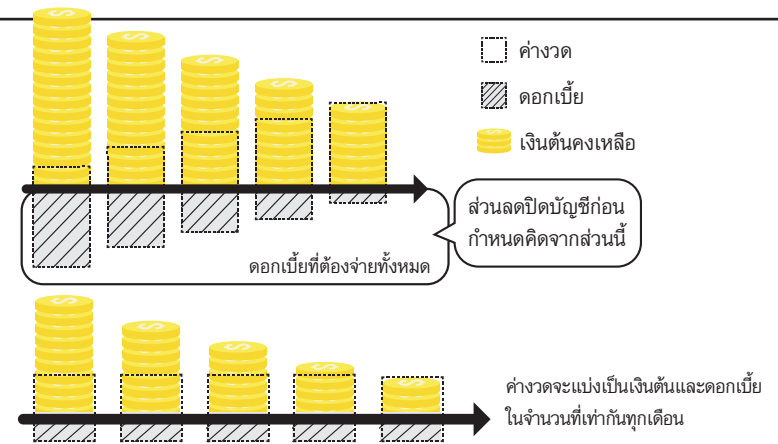 ค่างวด
ดอกเบี้ย
เงินต้นคงเหลือ
ส่วนลดปิดบัญชีก่อน
กำหนดคิดจากส่วนนี้
ดอกเบี้ยที่ต้องจ่ายทั้งหมด
ค่างวดจะแบ่งเป็นเงินต้นและดอกเบี้ย
ในจำนวนที่เท่ากันทุกเดือน